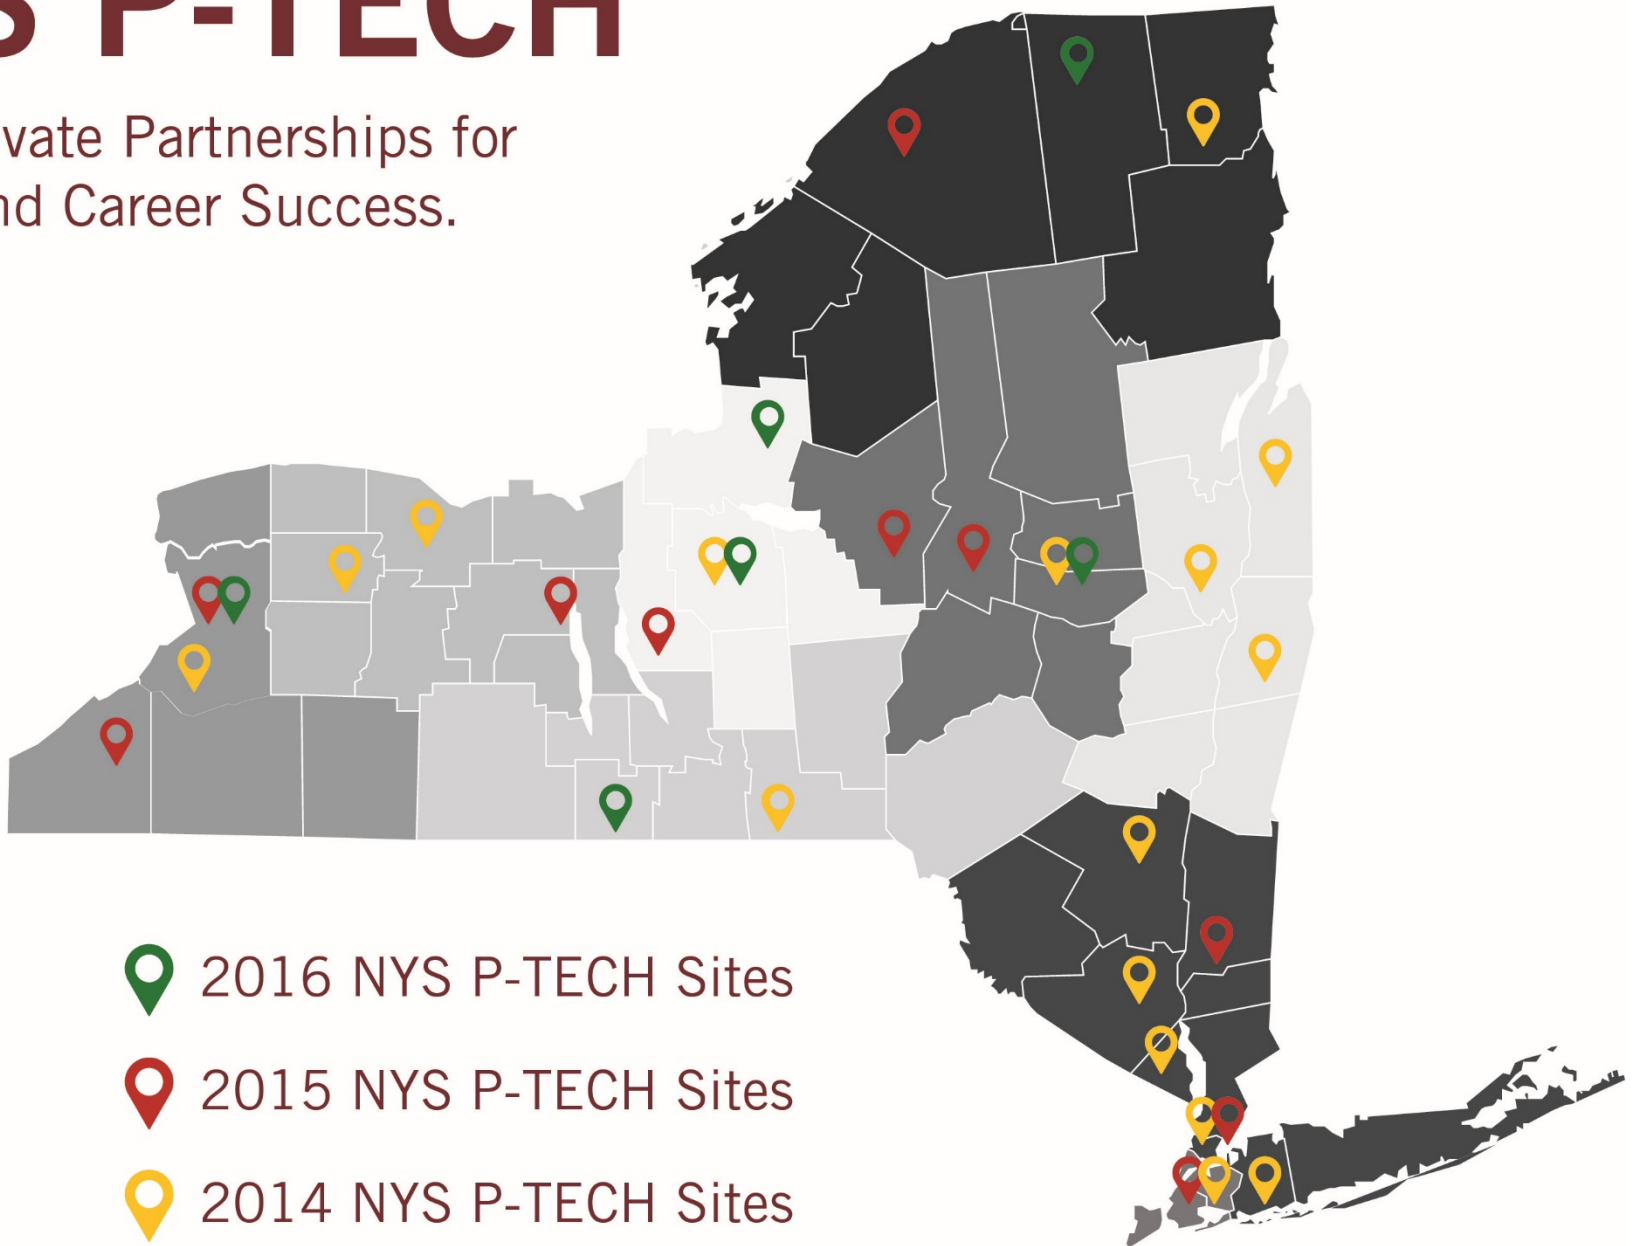 S P-TECH
vate Partnerships for
nd Career Success.
2016 NYS P-TECH Sites
2015 NYS P-TECH Sites
2014 NYS P-TECH Sites